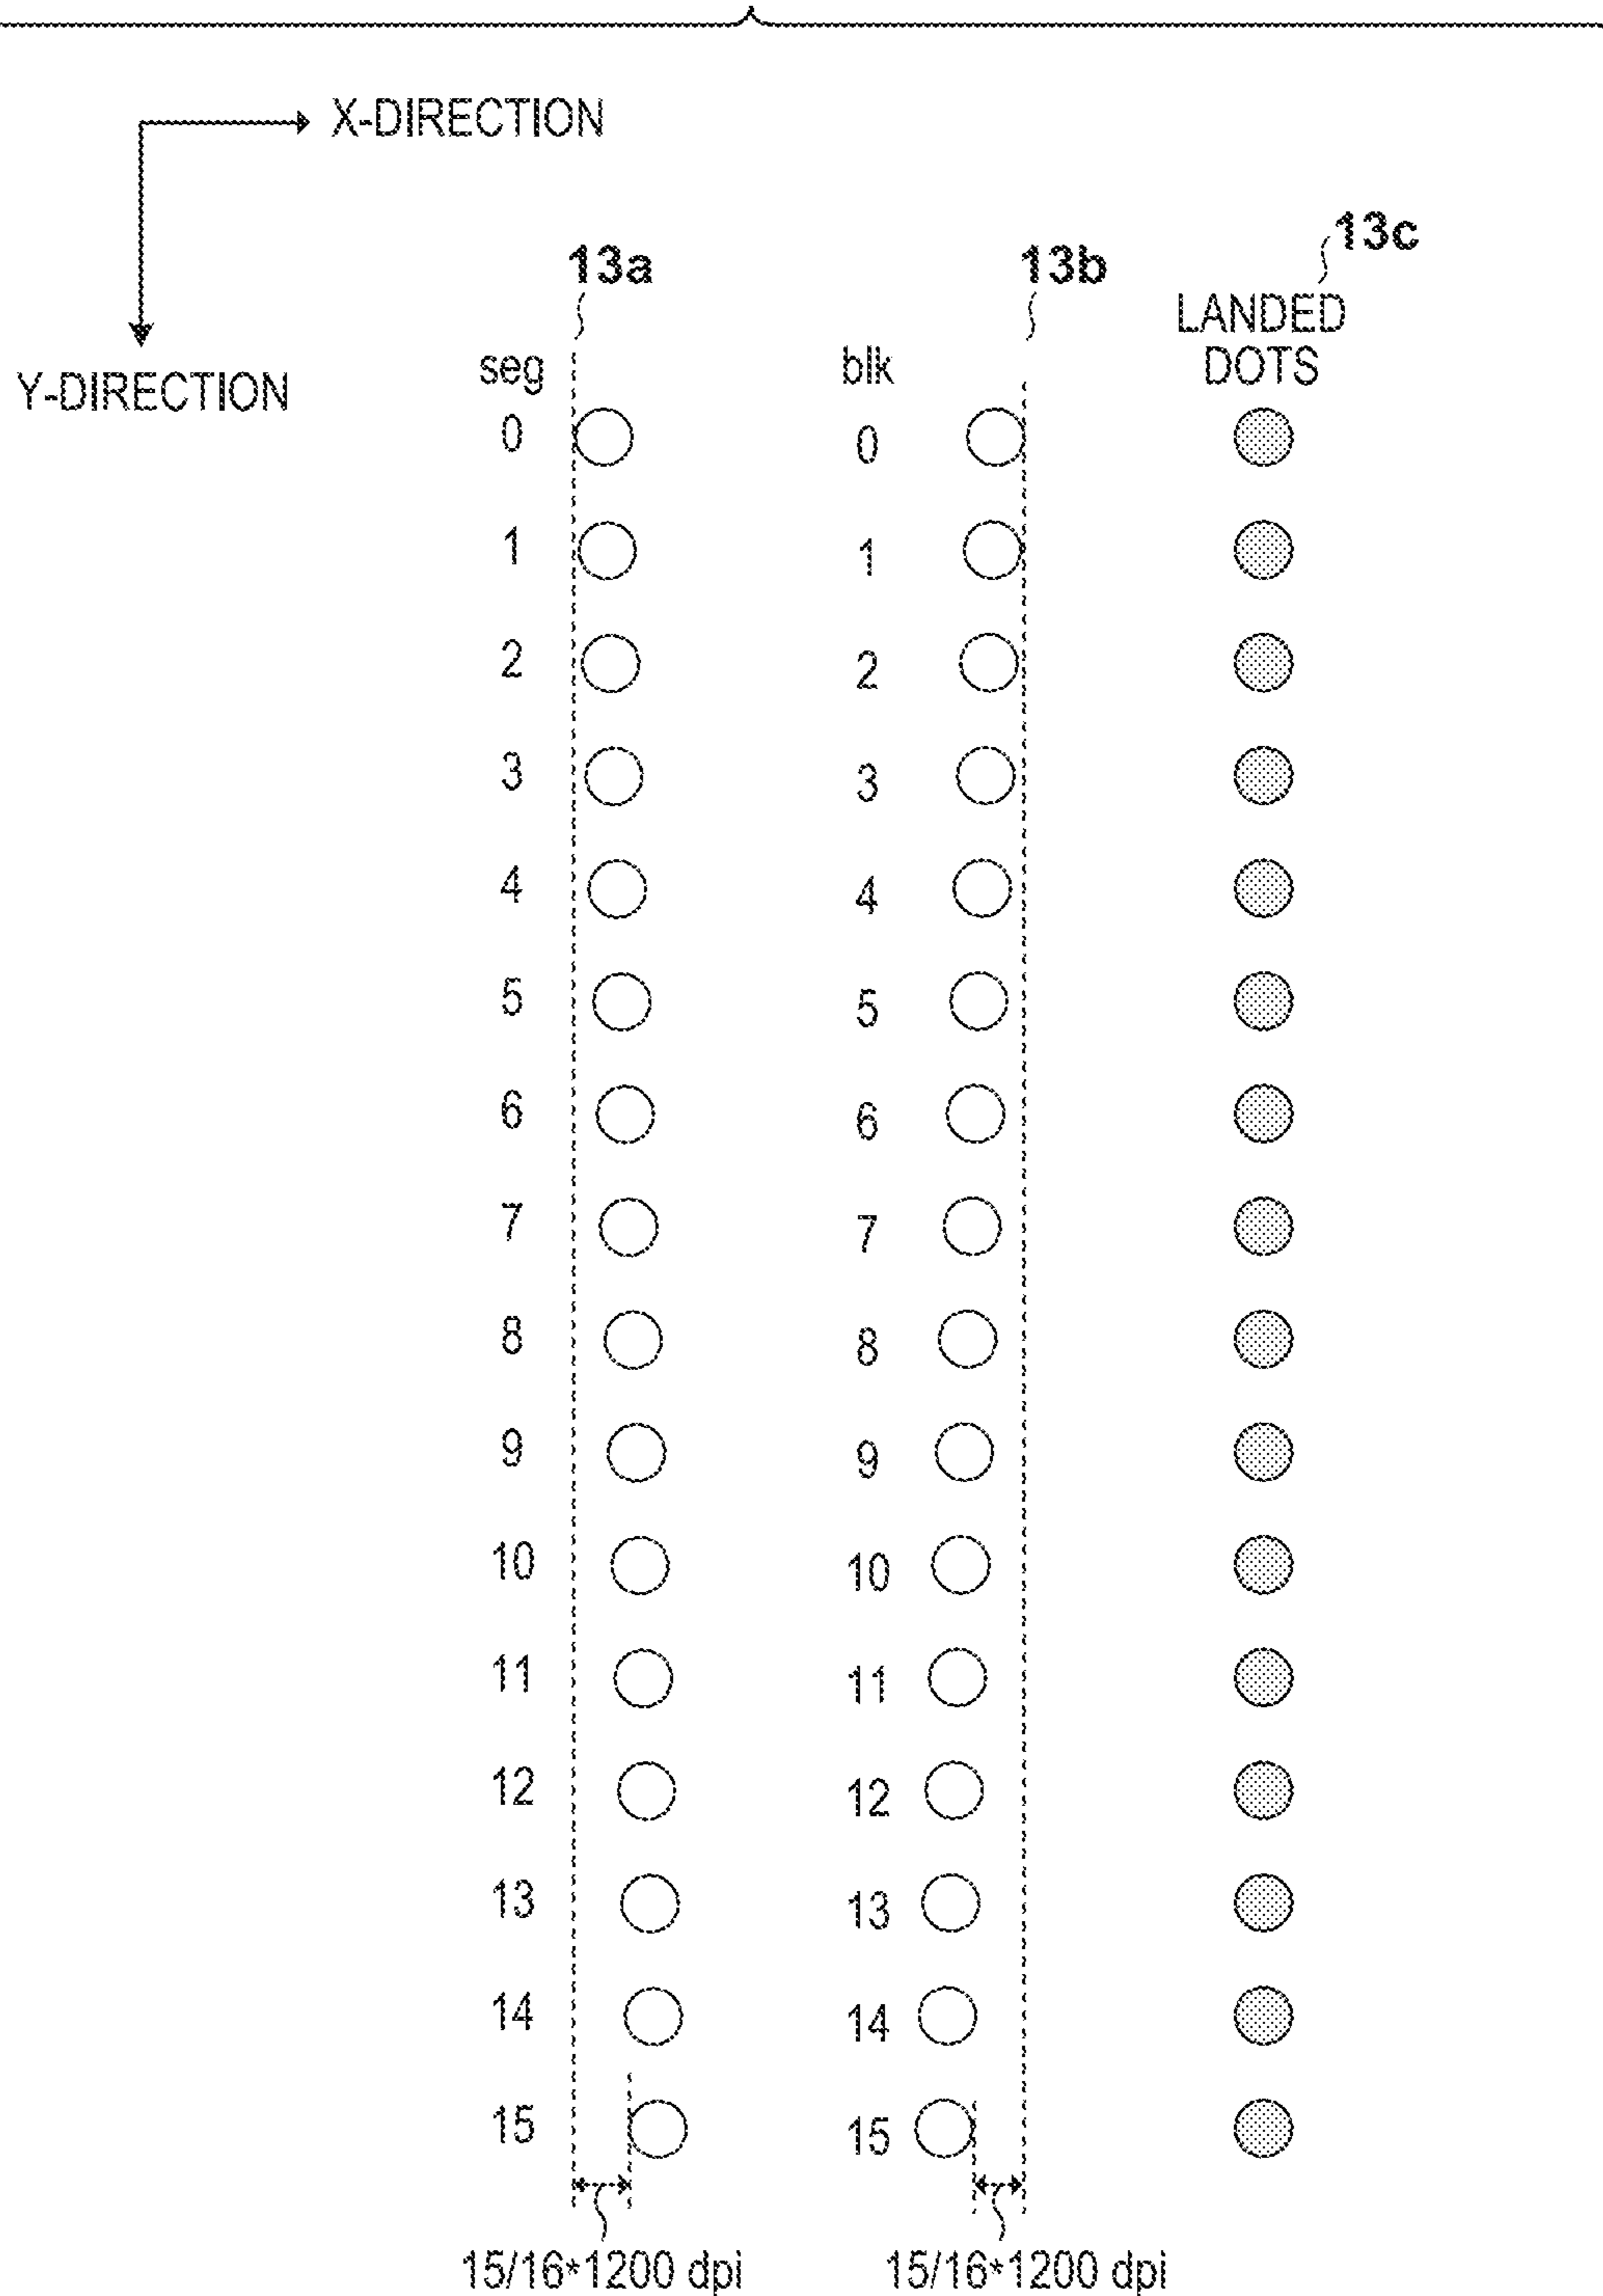 X-DIRECTION
Y-DIRECTION
13a
13b
13c
LANDED
DOTS
seg
blk
0 0
1 1
2 2
3 3
4 4
5 5
6 6
7 7
8 8
9 9
10 10
11 11
12 12
13 13
14 14
15 15
15/16*1200 dpi 15/16*1200 dpi